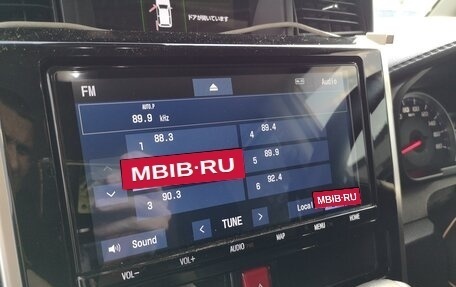 ドアが開いています
FM
Audio
AUTO.P
89.9 kHz
1 88.3
4 89.4
5 89.9
MBIB·RU
3 90.3
6 92.4
MBIB·RU
Local
TUNE
Sound
VOL- VOL+ AUDIO MAP MENU HOME